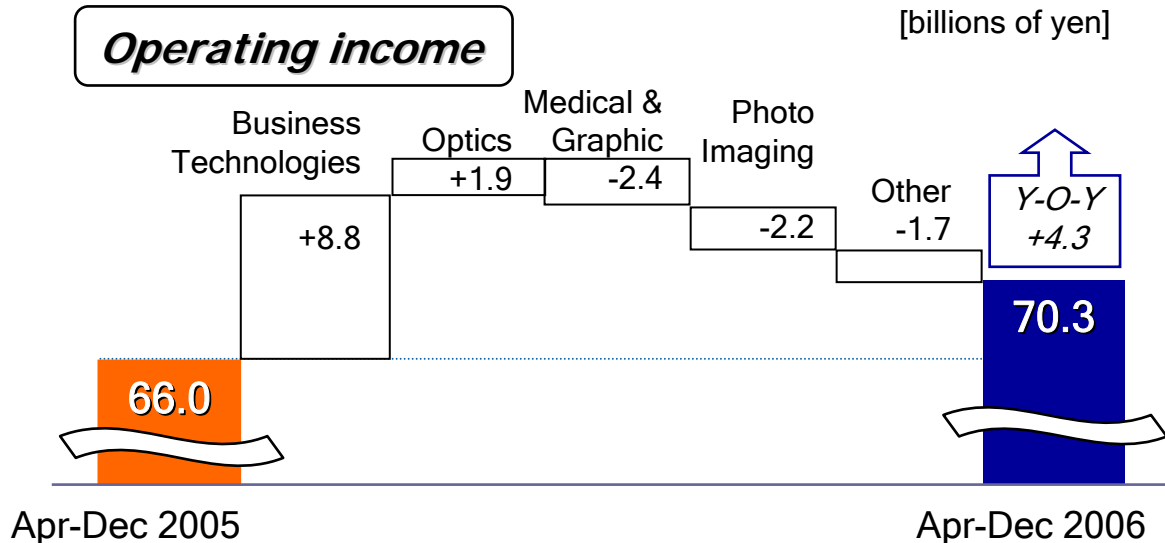 Operating income
[billions of yen]
Business
Technologies
+8.8
Optics
+1.9
Medical &
Graphic
-2.4
Photo
Imaging
-2.2
Other
-1.7
Y-O-Y
+4.3
66.0
70.3
Apr-Dec 2005
Apr-Dec 2006